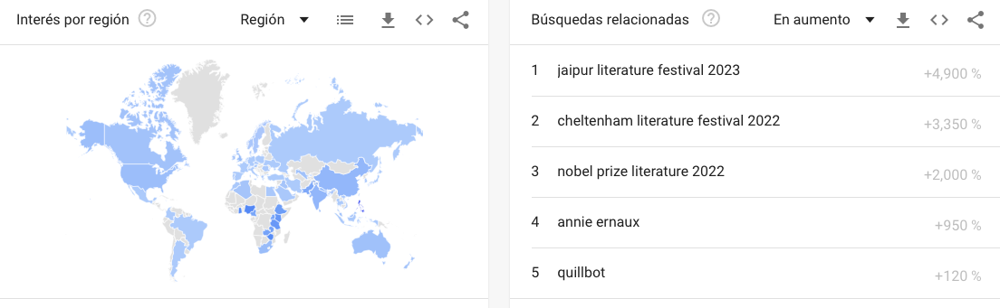 Interés por región
Región
Búsquedas relacionadas
En aumento
1 jaipur literature festival 2023 +4,900 %
2 cheltenham literature festival 2022 +3,350 %
3 nobel prize literature 2022 +2,000 %
4 annie ernaux +950 %
5 quillbot +120 %